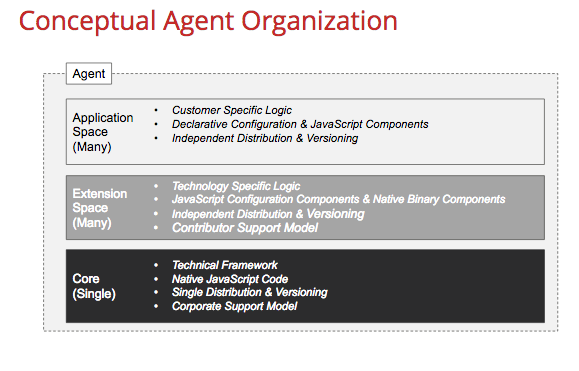 Conceptual Agent Organization
Agent
Application
Space
(Many)
• Customer Specific Logic
• Declarative Configuration & JavaScript Components
• Independent Distribution & Versioning
Extension
Space
(Many)
• Technology Specific Logic
• JavaScript Configuration Components & Native Binary Components
• Independent Distribution & Versioning
• Contributor Support Model
Core
(Single)
• Technical Framework
• Native JavaScript Code
• Single Distribution & Versioning
• Corporate Support Model